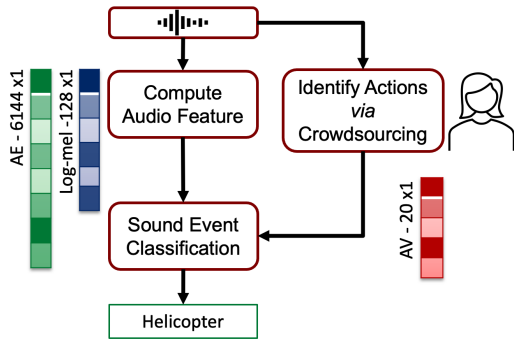 AE - 6144 x1
Log-mel -128 x1
Compute
Audio Feature
Identify Actions
via
Crowdsourcing
Sound Event
Classification
AV - 20 x1
Helicopter